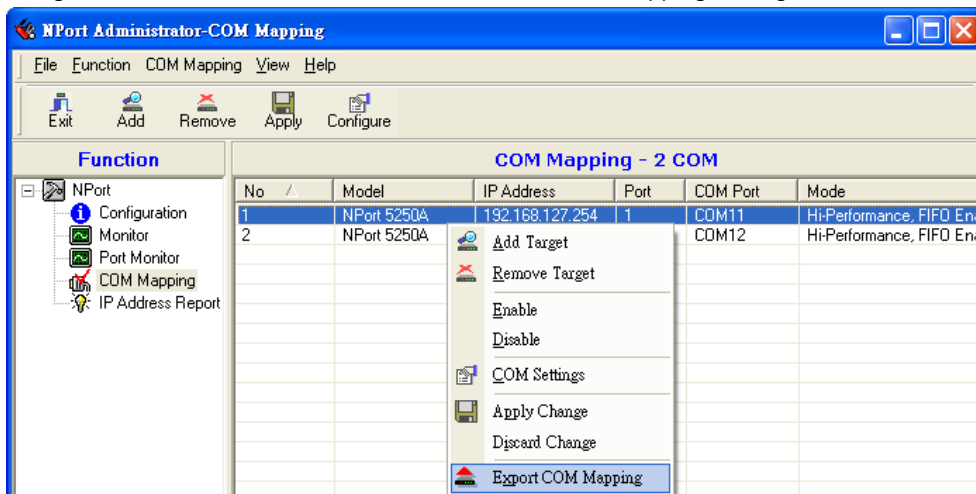 NPort Administrator-COM Mapping
File Function COM Mapping View Help
Exit Add Remove Apply Configure
Function
COM Mapping - 2 COM
NPort
Configuration
Monitor
Port Monitor
COM Mapping
IP Address Report
No Model IP Address Port COM Port Mode
1 NPort 5250A 192.168.127.254 1 COM11 Hi-Performance, FIFO Ena
2 NPort 5250A COM12 Hi-Performance, FIFO Ena
Add Target
Remove Target
Enable
Disable
COM Settings
Apply Change
Discard Change
Export COM Mapping